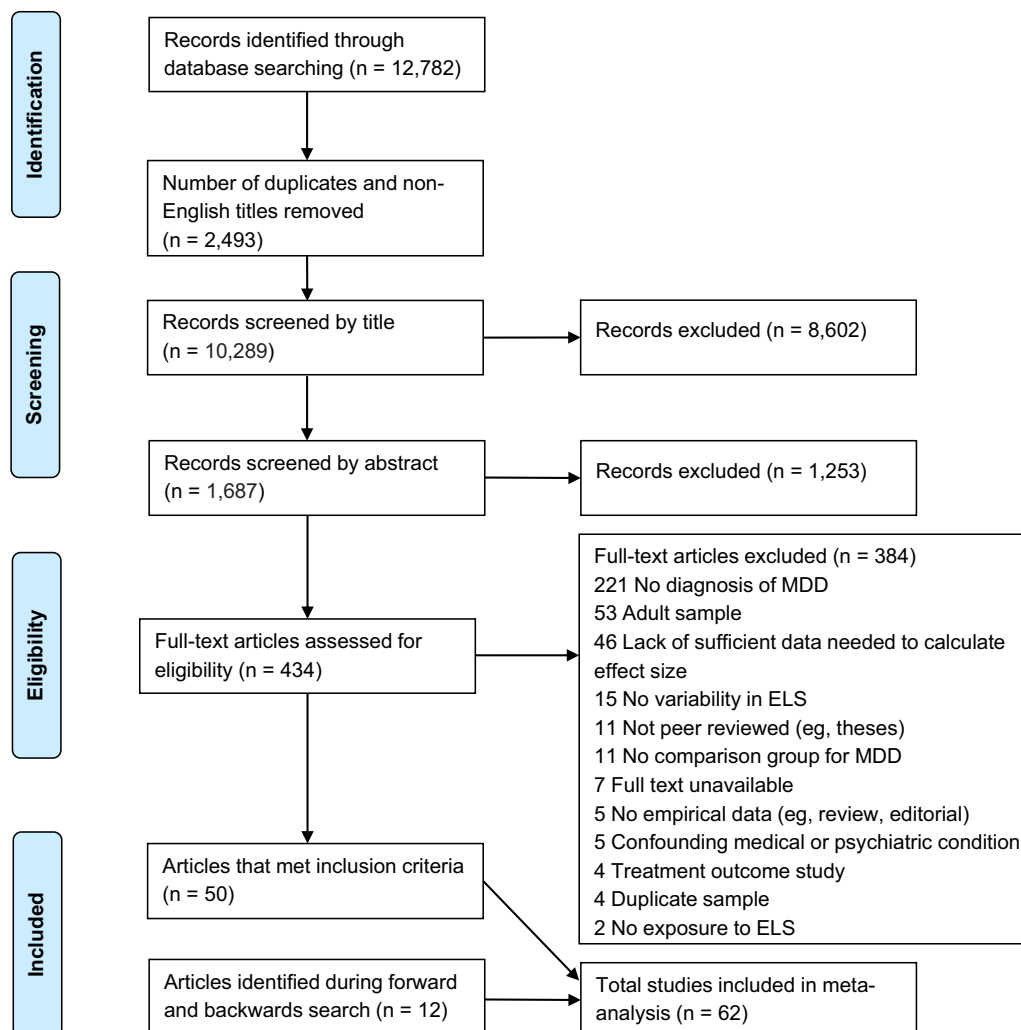 Identification
Records identified through
database searching (n = 12,782)
Number of duplicates and non-
English titles removed
(n = 2,493)
Screening
Records screened by title
(n = 10,289)
Records excluded (n = 8,602)
Records screened by abstract
(n = 1,687)
Records excluded (n = 1,253)
Eligibility
Full-text articles assessed for
eligibility (n = 434)
Full-text articles excluded (n = 384)
221 No diagnosis of MDD
53 Adult sample
46 Lack of sufficient data needed to calculate
effect size
15 No variability in ELS
11 Not peer reviewed (eg, theses)
11 No comparison group for MDD
7 Full text unavailable
5 No empirical data (eg, review, editorial)
5 Confounding medical or psychiatric condition
4 Treatment outcome study
4 Duplicate sample
2 No exposure to ELS
Included
Articles that met inclusion criteria
(n = 50)
Articles identified during forward
and backwards search (n = 12)
Total studies included in meta-
analysis (n = 62)